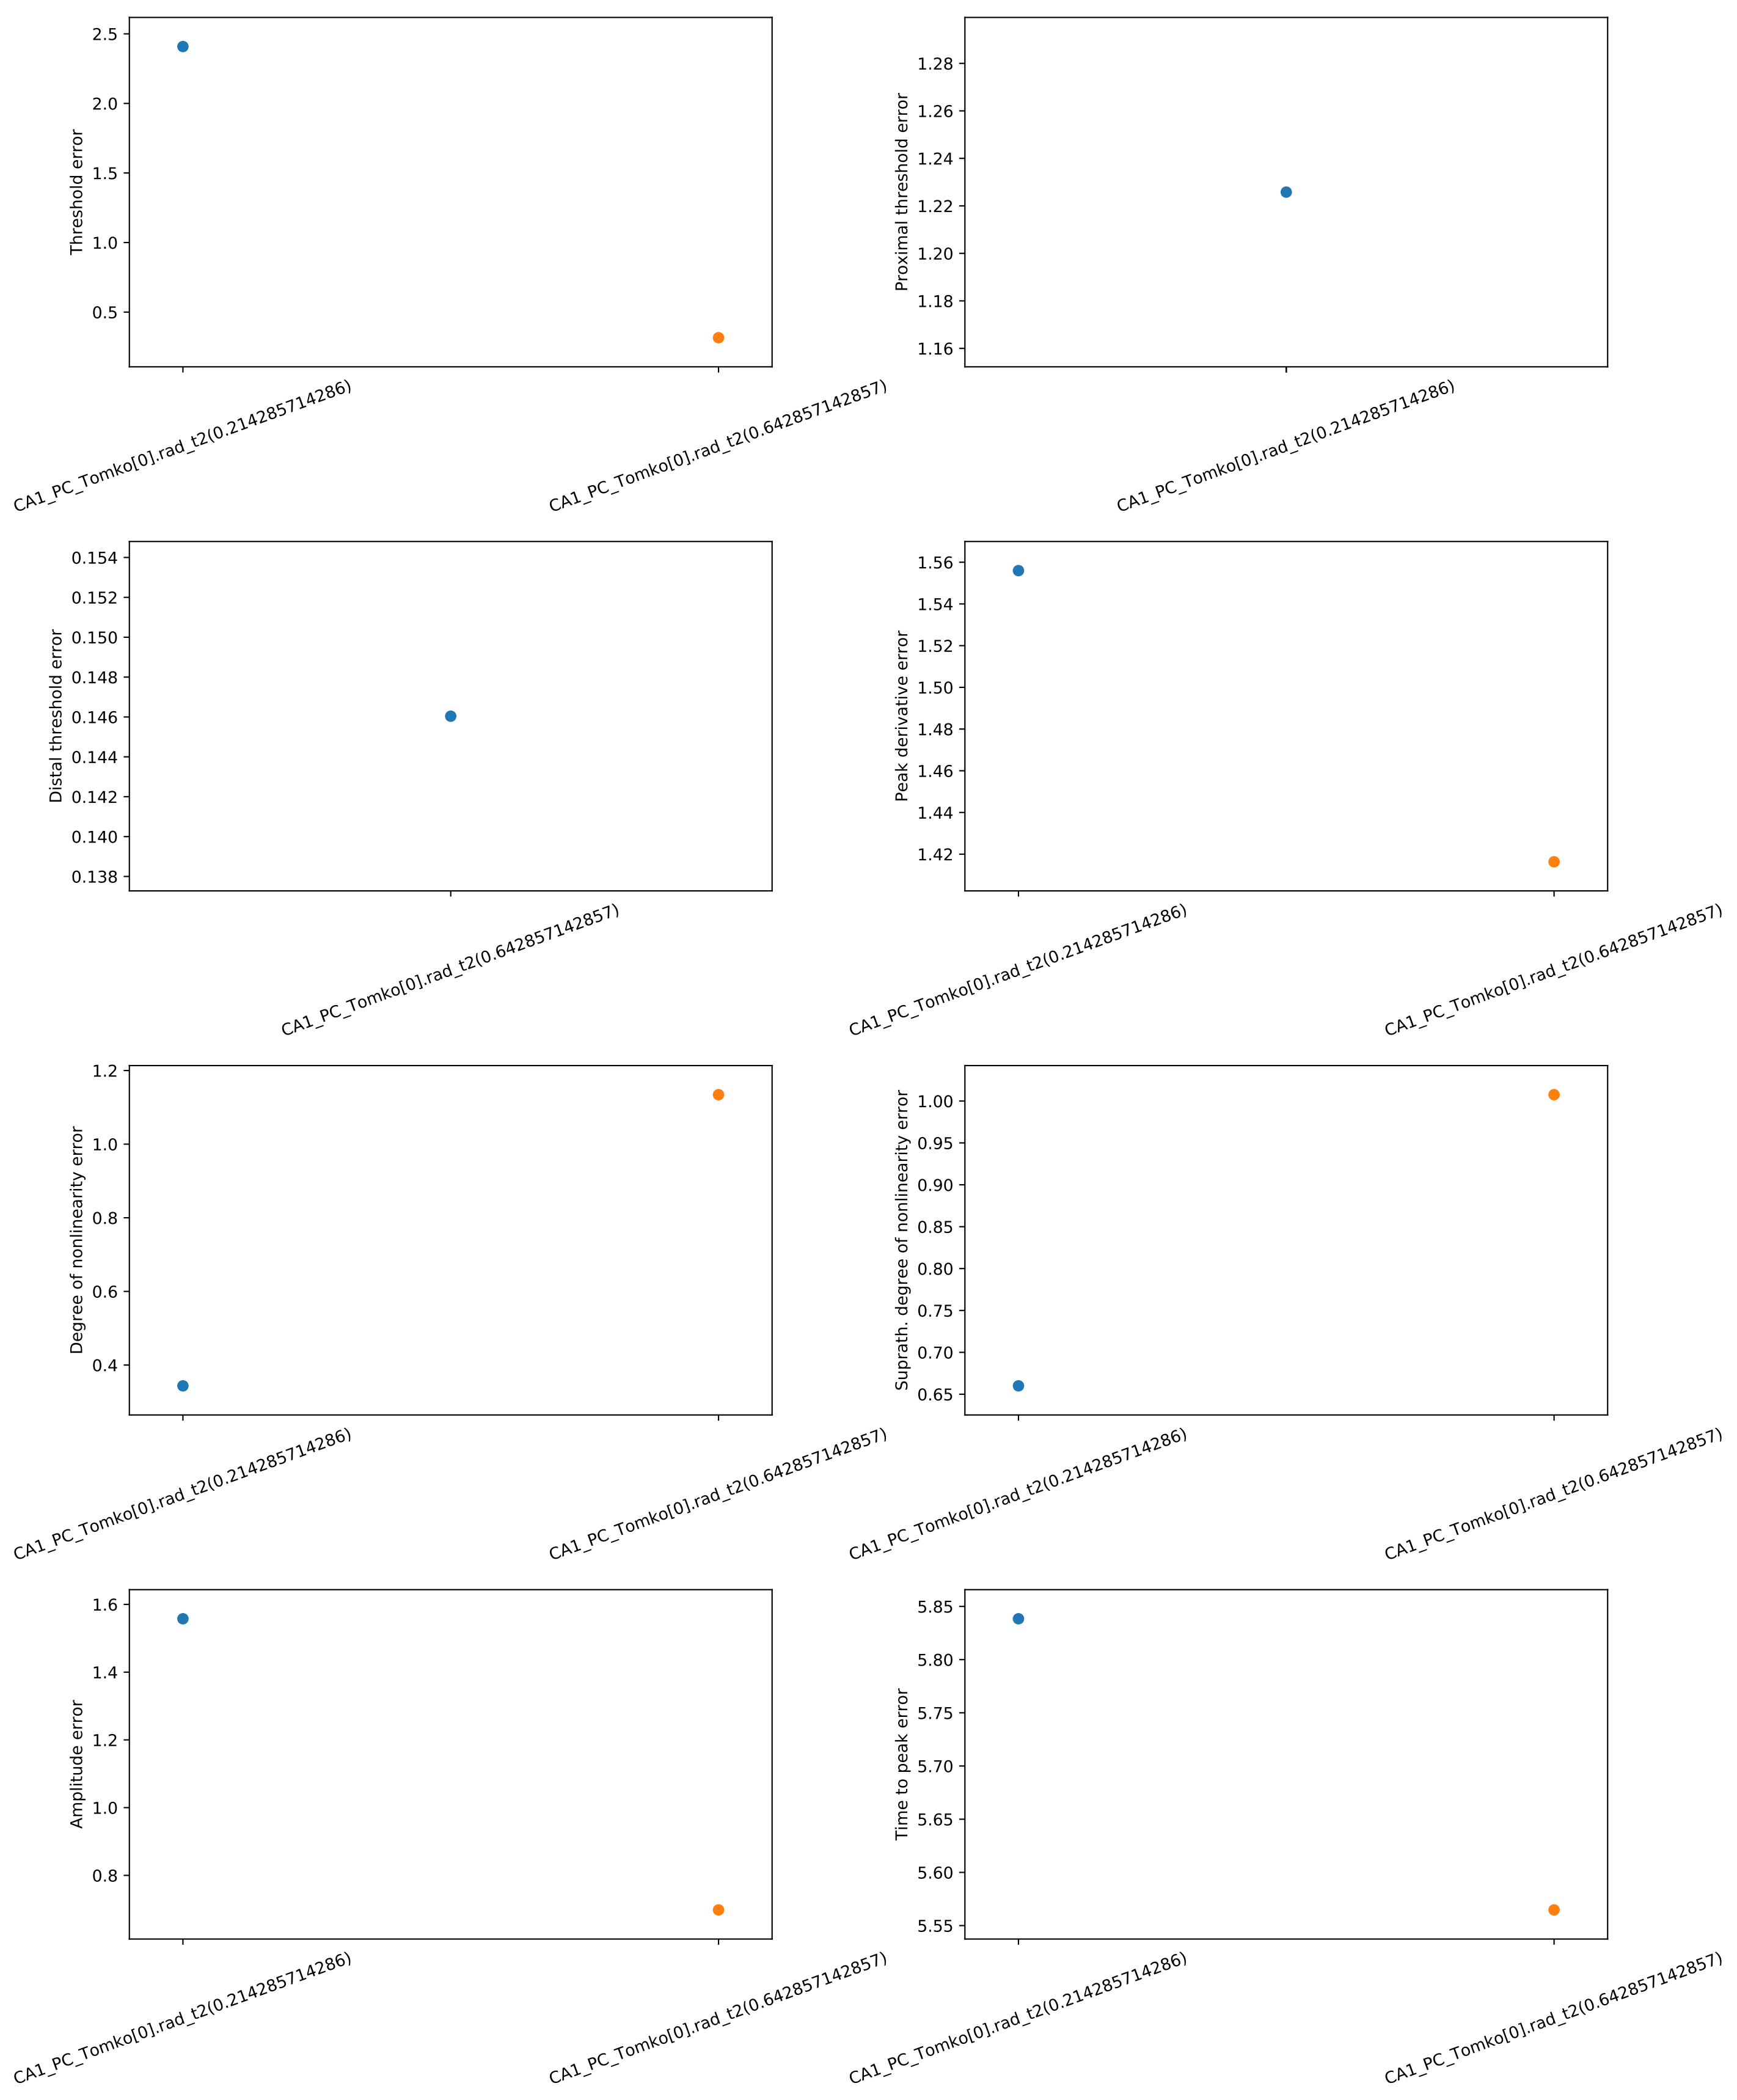 Threshold error
2.5
2.0
1.5
1.0
0.5
CA1_PC_Tomko[0].rad_t2(0.214285714286)
CA1_PC_Tomko[0].rad_t2(0.642857142857)
Proximal threshold error
1.28
1.26
1.24
1.22
1.20
1.18
1.16
CA1_PC_Tomko[0].rad_t2(0.214285714286)
Distal threshold error
0.154
0.152
0.150
0.148
0.146
0.144
0.142
0.140
0.138
CA1_PC_Tomko[0].rad_t2(0.642857142857)
Peak derivative error
1.56
1.54
1.52
1.50
1.48
1.46
1.44
1.42
CA1_PC_Tomko[0].rad_t2(0.214285714286)
CA1_PC_Tomko[0].rad_t2(0.642857142857)
Degree of nonlinearity error
1.2
1.0
0.8
0.6
0.4
CA1_PC_Tomko[0].rad_t2(0.214285714286)
CA1_PC_Tomko[0].rad_t2(0.642857142857)
Suprath. degree of nonlinearity error
1.00
0.95
0.90
0.85
0.80
0.75
0.70
0.65
CA1_PC_Tomko[0].rad_t2(0.214285714286)
CA1_PC_Tomko[0].rad_t2(0.642857142857)
Amplitude error
1.6
1.4
1.2
1.0
0.8
CA1_PC_Tomko[0].rad_t2(0.214285714286)
CA1_PC_Tomko[0].rad_t2(0.642857142857)
Time to peak error
5.85
5.80
5.75
5.70
5.65
5.60
5.55
CA1_PC_Tomko[0].rad_t2(0.214285714286)
CA1_PC_Tomko[0].rad_t2(0.642857142857)